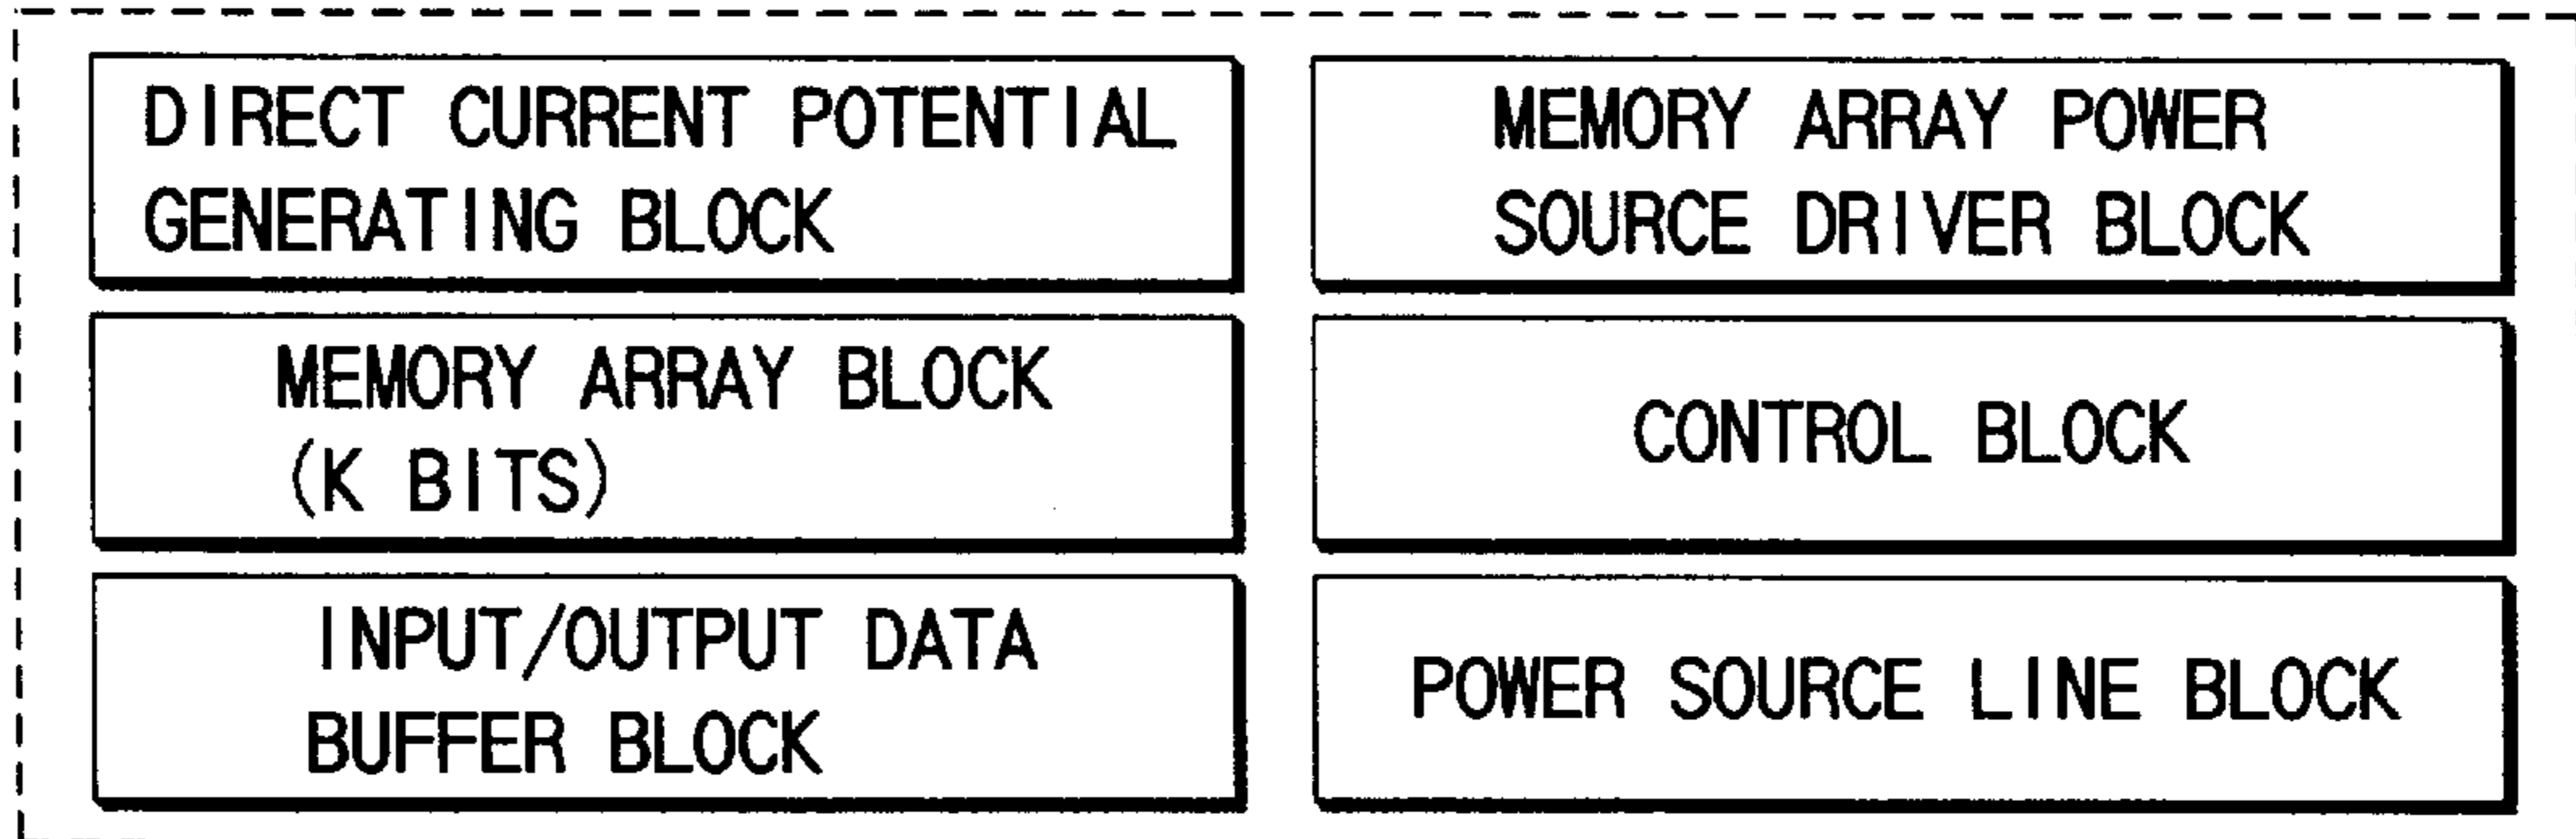 DIRECT CURRENT POTENTIAL
GENERATING BLOCK
MEMORY ARRAY POWER
SOURCE DRIVER BLOCK
MEMORY ARRAY BLOCK
(K BITS)
CONTROL BLOCK
INPUT/OUTPUT DATA
BUFFER BLOCK
POWER SOURCE LINE BLOCK